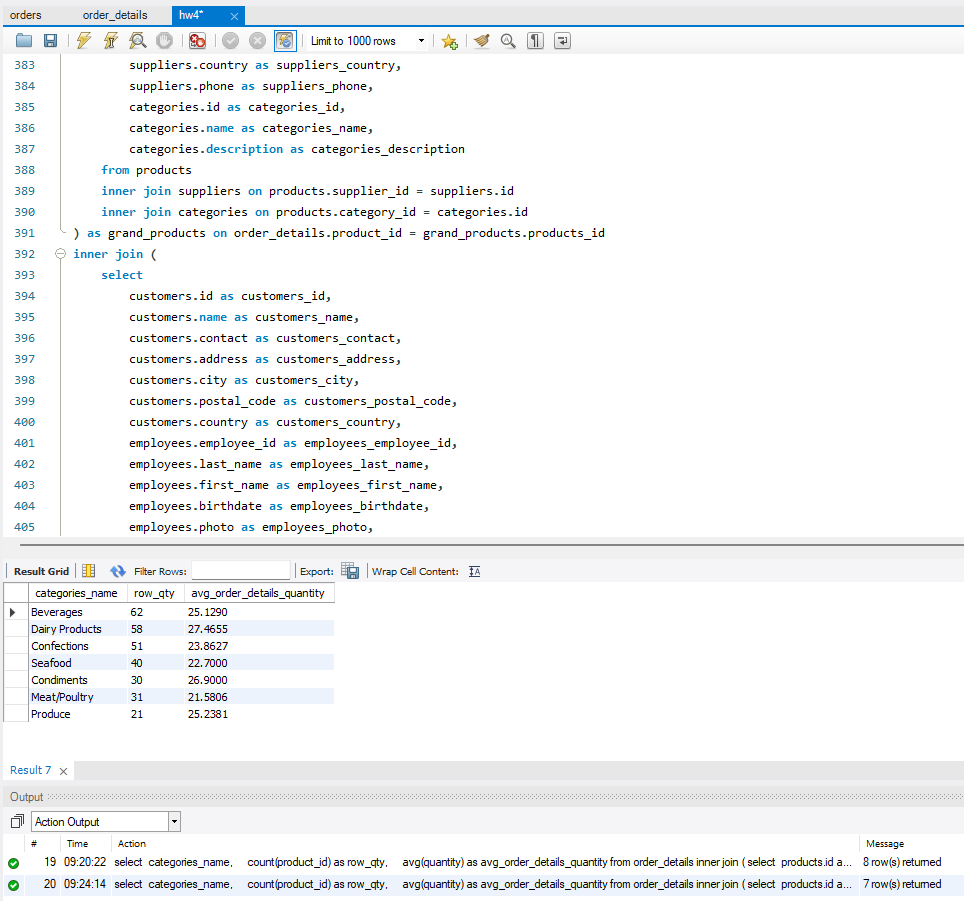 orders order_details hw4*
Limit to 1000 rows
383 suppliers.country as suppliers_country,
384 suppliers.phone as suppliers_phone,
385 categories.id as categories_id,
386 categories.name as categories_name,
387 categories.description as categories_description
388 from products
389 inner join suppliers on products.supplier_id = suppliers.id
390 inner join categories on products.category_id = categories.id
391 ) as grand_products on order_details.product_id = grand_products.products_id
392 inner join (
393 select
394 customers.id as customers_id,
395 customers.name as customers_name,
396 customers.contact as customers_contact,
397 customers.address as customers_address,
398 customers.city as customers_city,
399 customers.postal_code as customers_postal_code,
400 customers.country as customers_country,
401 employees.employee_id as employees_employee_id,
402 employees.last_name as employees_last_name,
403 employees.first_name as employees_first_name,
404 employees.birthdate as employees_birthdate,
405 employees.photo as employees_photo,
Result Grid Filter Rows: Export: Wrap Cell Content:
categories_name row_qty avg_order_details_quantity
Beverages 62 25.1290
Dairy Products 58 27.4655
Confections 51 23.8627
Seafood 40 22.7000
Condiments 30 26.9000
Meat/Poultry 31 21.5806
Produce 21 25.2381
Result 7
Output
Action Output
# Time Action Message
19 09:20:22 select categories_name, count(product_id) as row_qty, avg(quantity) as avg_order_details_quantity from order_details inner join ( select products.id a... 8 row(s) returned
20 09:24:14 select categories_name, count(product_id) as row_qty, avg(quantity) as avg_order_details_quantity from order_details inner join ( select products.id a... 7 row(s) returned